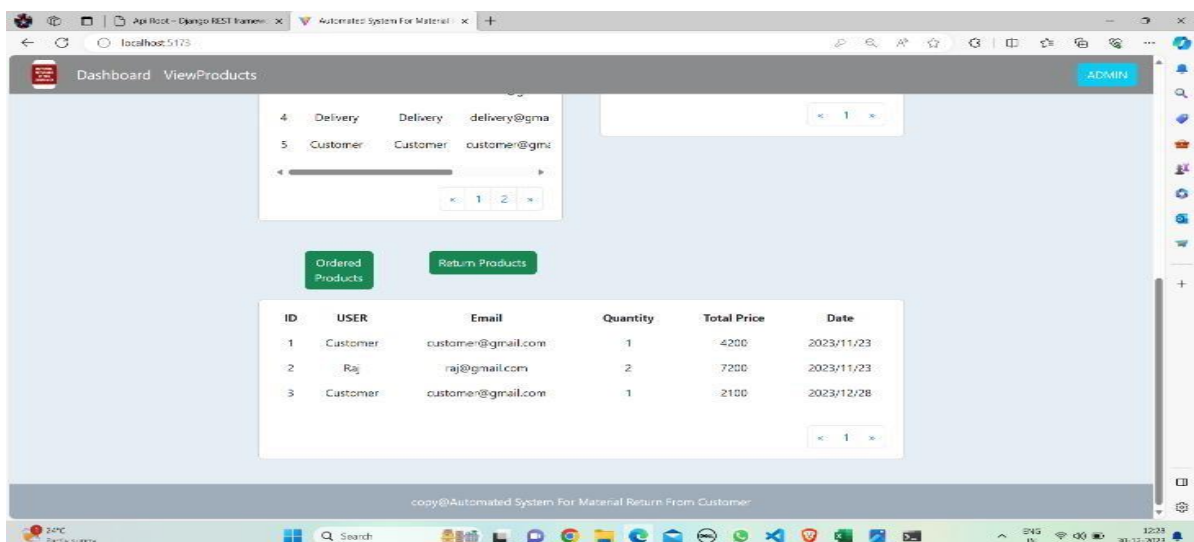 Api Root – Django REST framew
Automated System For Material
localhost:5173
Dashboard ViewProducts
ADMIN
4 Delivery Delivery delivery@gma
5 Customer Customer customer@gma
« 1 »
« 1 2 »
Ordered
Products
Return Products
ID USER Email Quantity Total Price Date
1 Customer customer@gmail.com 1 4200 2023/11/23
2 Raj raj@gmail.com 2 7200 2023/11/23
3 Customer customer@gmail.com 1 2100 2023/12/28
« 1 »
copy@Automated System For Material Return From Customer
24°C
Search
ENG
IN
12:23
30-12-2023